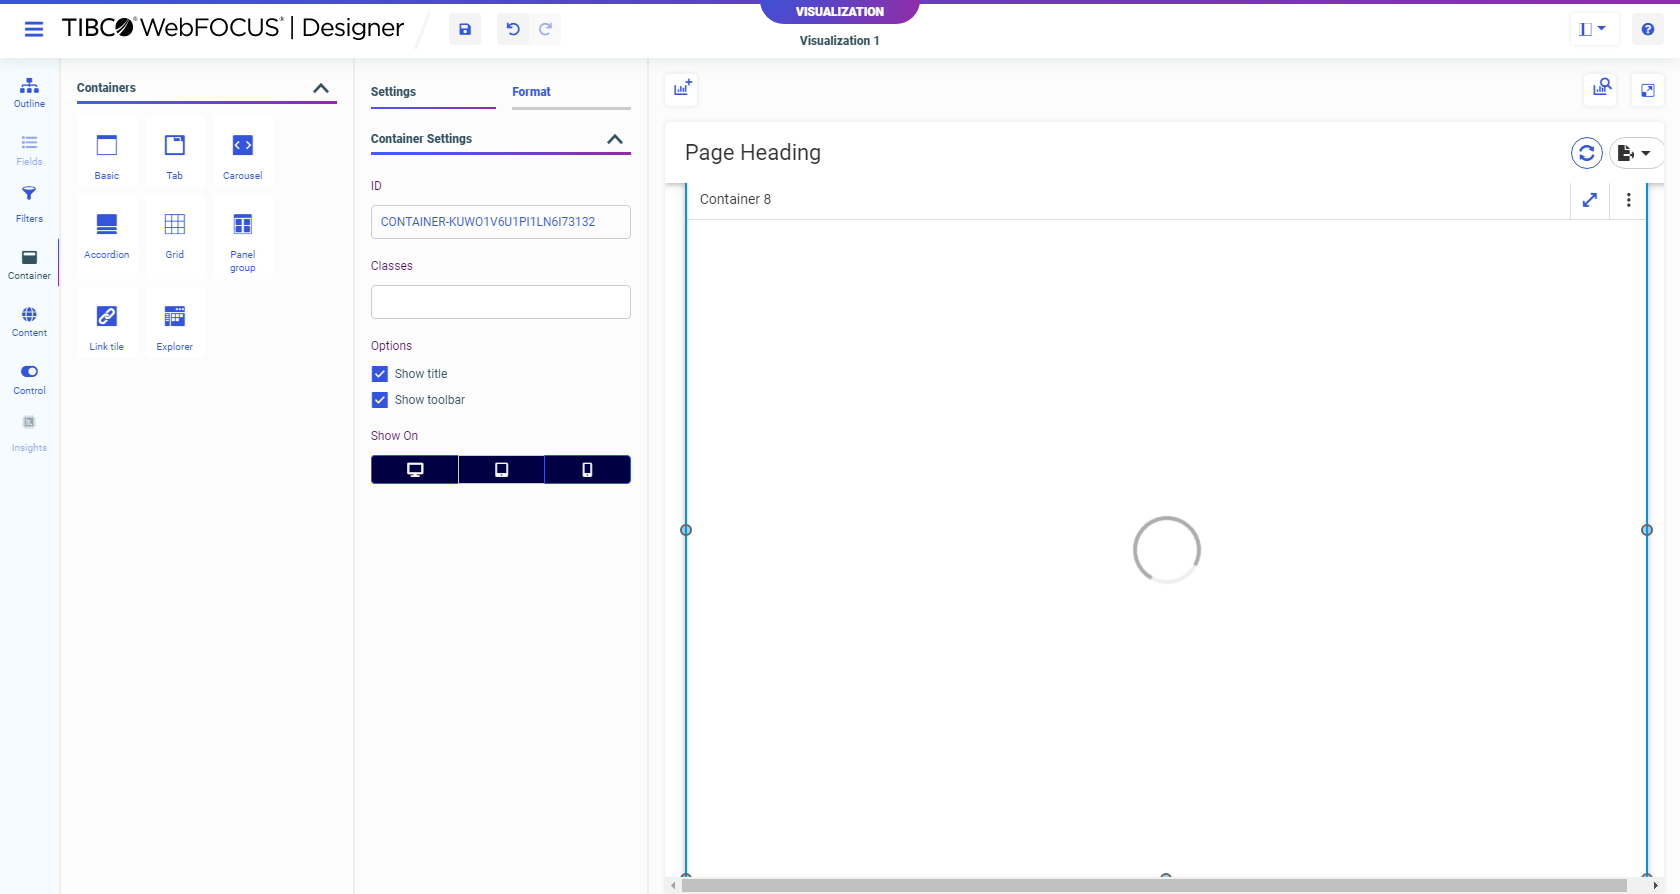 VISUALIZATION
TIBCO® WebFOCUS® | Designer
Visualization 1
Outline
Fields
Filters
Container
Content
Control
Insights
Containers
Basic
Tab
Carousel
Accordion
Grid
Panel
group
Link tile
Explorer
Settings
Format
Container Settings
ID
CONTAINER-KUWO1V6U1PI1LN6I73132
Classes
Options
Show title
Show toolbar
Show On
Page Heading
Container 8